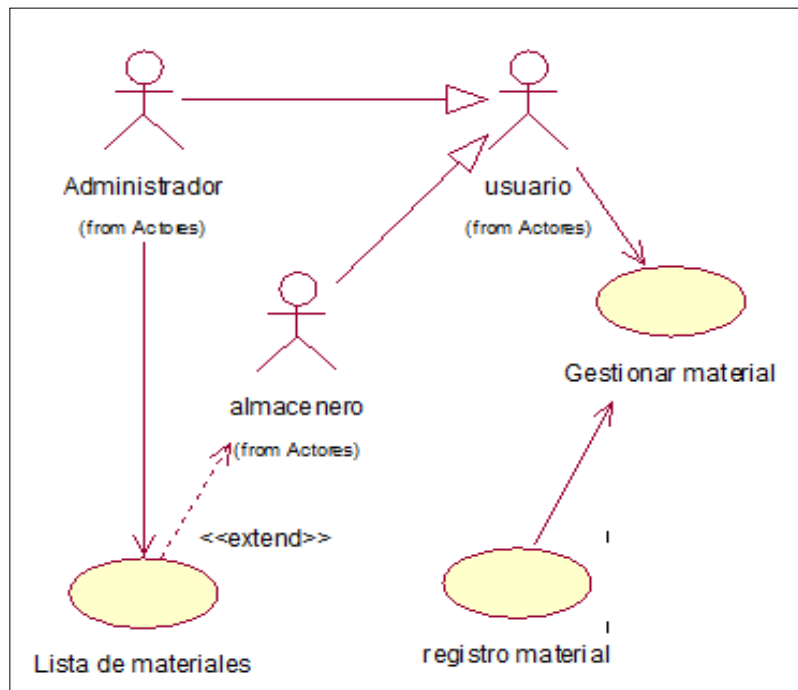 Administrador
(from Actores)
usuario
(from Actores)
almacenero
(from Actores)
Gestionar material
<<extend>>
Lista de materiales
registro material